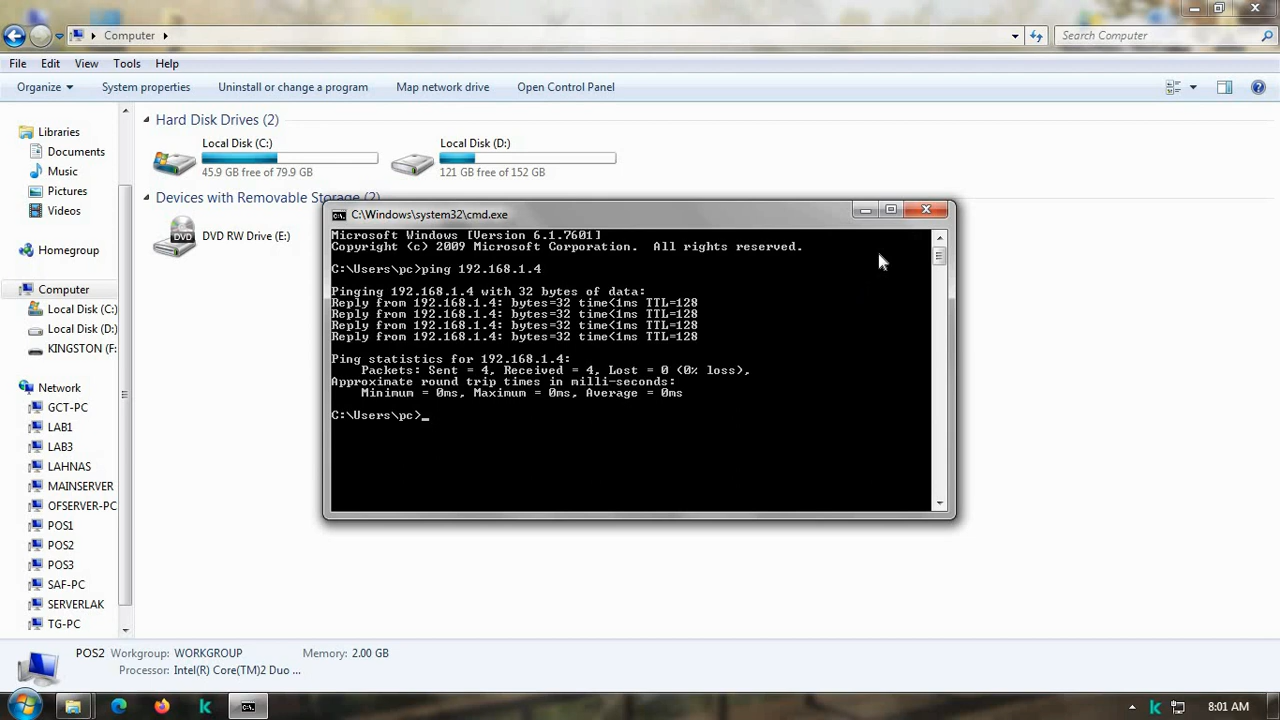 Computer
Search Computer
File Edit View Tools Help
Organize System properties Uninstall or change a program Map network drive Open Control Panel
Libraries
Documents
Music
Pictures
Videos
Homegroup
Computer
Local Disk (C:)
Local Disk (D:)
KINGSTON (F:
Network
GCT-PC
LAB1
LAB3
LAHNAS
MAINSERVER
OFSERVER-PC
POS1
POS2
POS3
SAF-PC
SERVERLAK
TG-PC
Hard Disk Drives (2)
Local Disk (C:)
45.9 GB free of 79.9 GB
Local Disk (D:)
121 GB free of 152 GB
Devices with Removable Storage (2)
DVD
DVD RW Drive (E:)
C:\Windows\system32\cmd.exe
Microsoft Windows [Version 6.1.7601]
Copyright (c) 2009 Microsoft Corporation. All rights reserved.
C:\Users\pc>ping 192.168.1.4
Pinging 192.168.1.4 with 32 bytes of data:
Reply from 192.168.1.4: bytes=32 time<1ms TTL=128
Reply from 192.168.1.4: bytes=32 time<1ms TTL=128
Reply from 192.168.1.4: bytes=32 time<1ms TTL=128
Reply from 192.168.1.4: bytes=32 time<1ms TTL=128
Ping statistics for 192.168.1.4:
Packets: Sent = 4, Received = 4, Lost = 0 (0% loss),
Approximate round trip times in milli-seconds:
Minimum = 0ms, Maximum = 0ms, Average = 0ms
C:\Users\pc>_
POS2 Workgroup: WORKGROUP Memory: 2.00 GB
Processor: Intel(R) Core(TM)2 Duo ...
8:01 AM